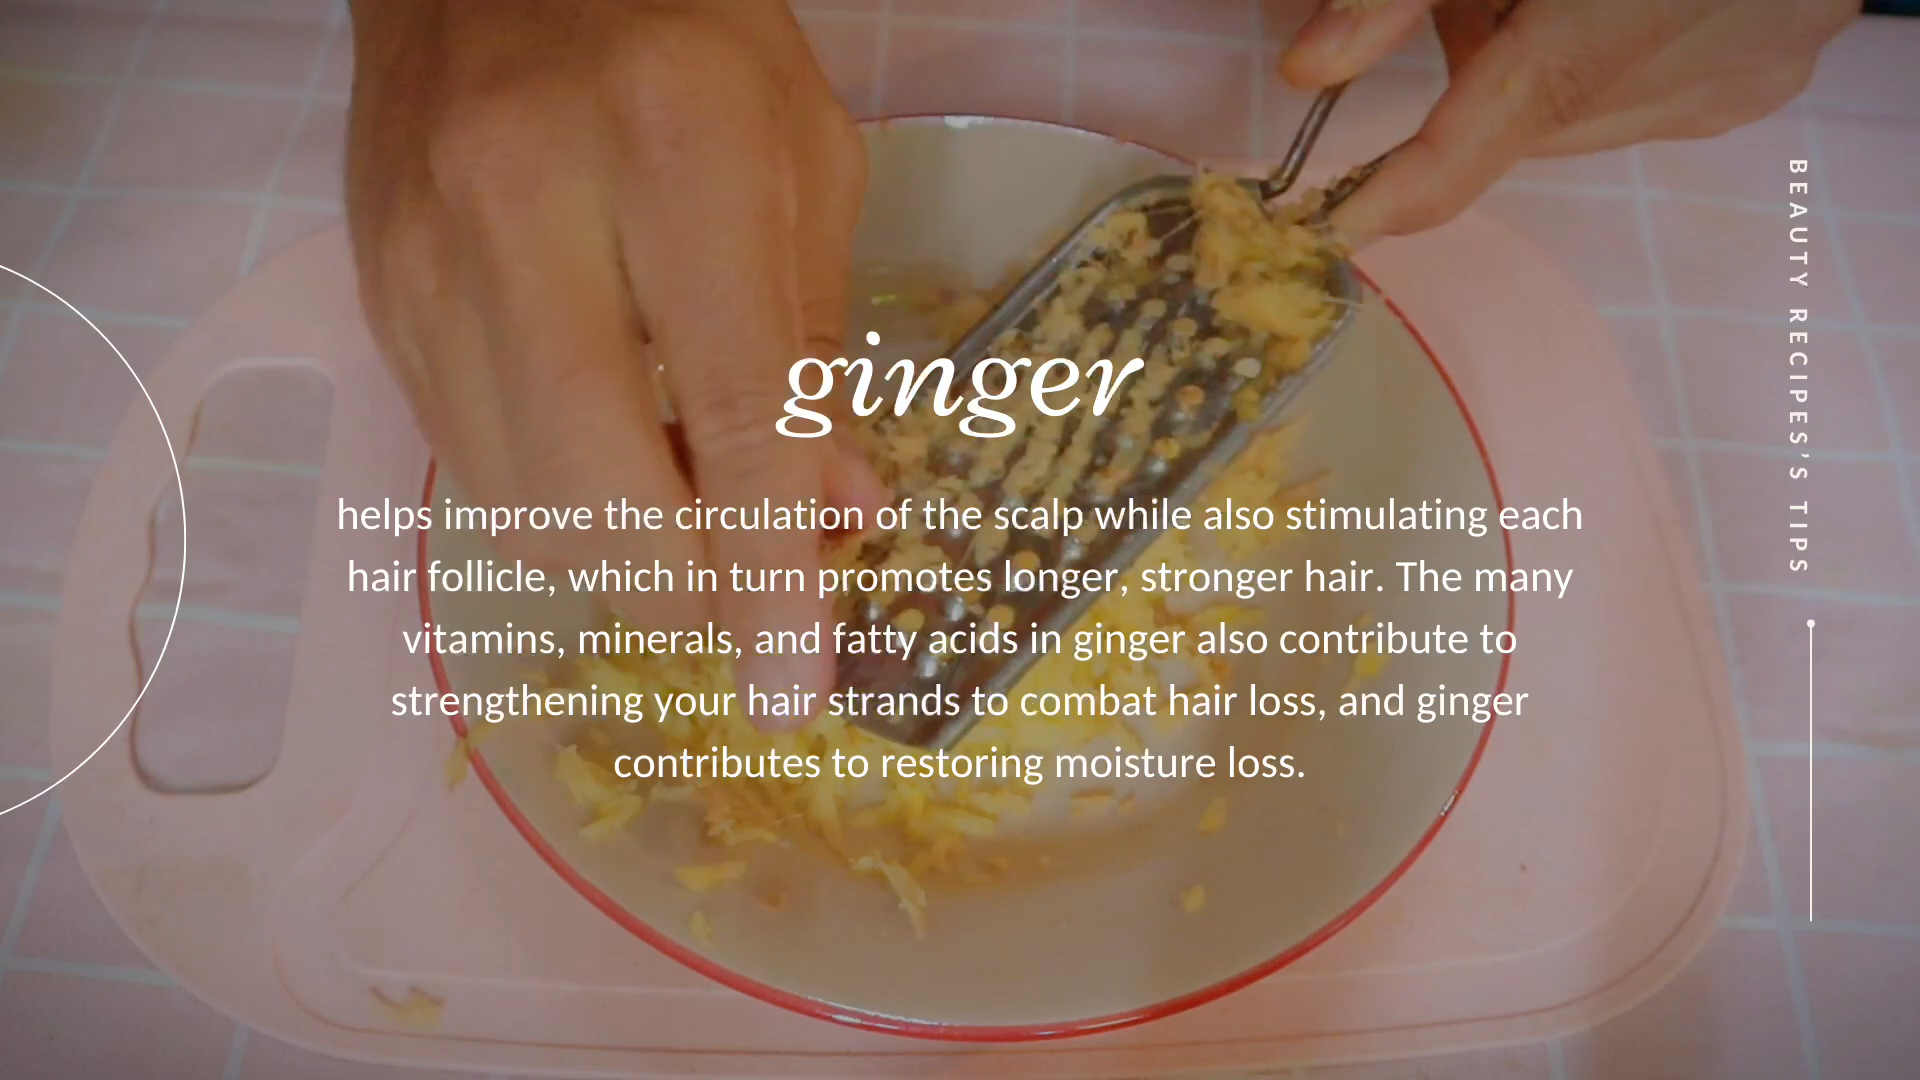 ginger
helps improve the circulation of the scalp while also stimulating each
hair follicle, which in turn promotes longer, stronger hair. The many
vitamins, minerals, and fatty acids in ginger also contribute to
strengthening your hair strands to combat hair loss, and ginger
contributes to restoring moisture loss.
BEAUTY RECIPES'S TIPS